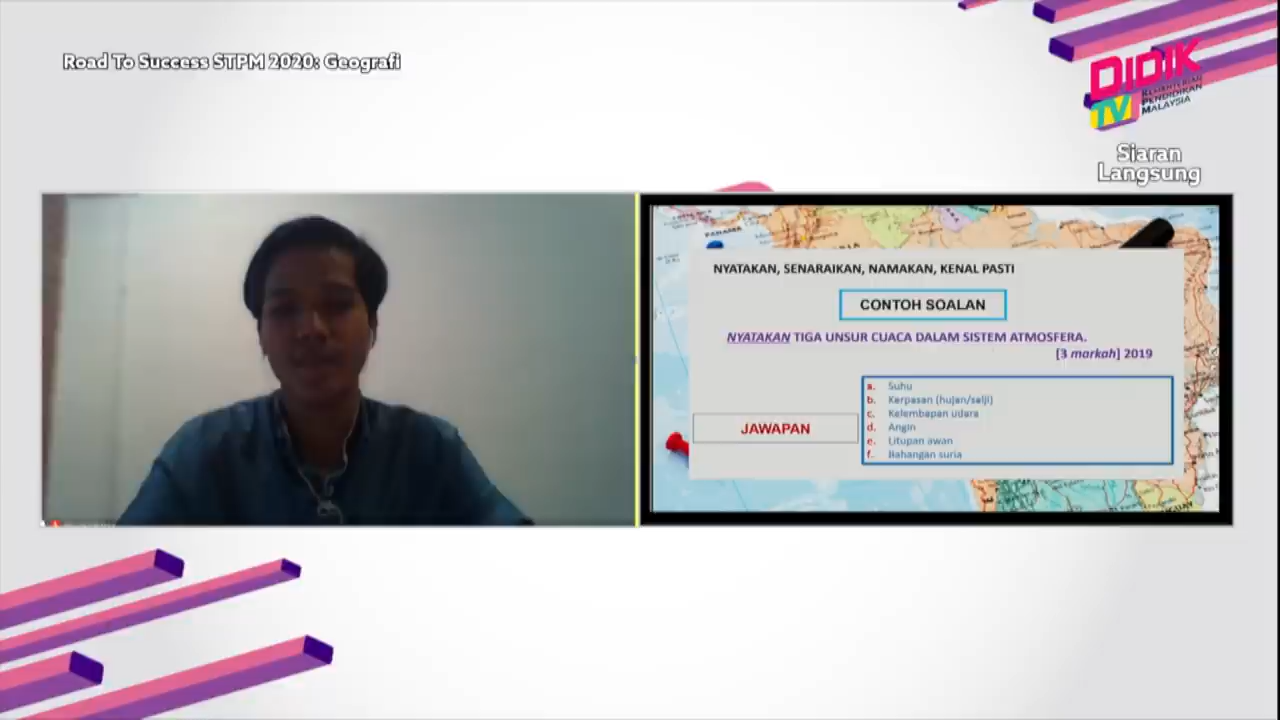 Road To Success STPM 2020: Geografi
DIDIK
TV
KEMENTERIAN
PENDIDIKAN
MALAYSIA
Siaran
Langsung
PANAMA
NYATAKAN, SENARAIKAN, NAMAKAN, KENAL PASTI
CONTOH SOALAN
NYATAKAN TIGA UNSUR CUACA DALAM SISTEM ATMOSFERA.
[3 markah] 2019
JAWAPAN
a. Suhu
b. Kerpasan (hujan/salji)
c. Kelembapan udara
d. Angin
e. Litupan awan
f. Bahangan suria